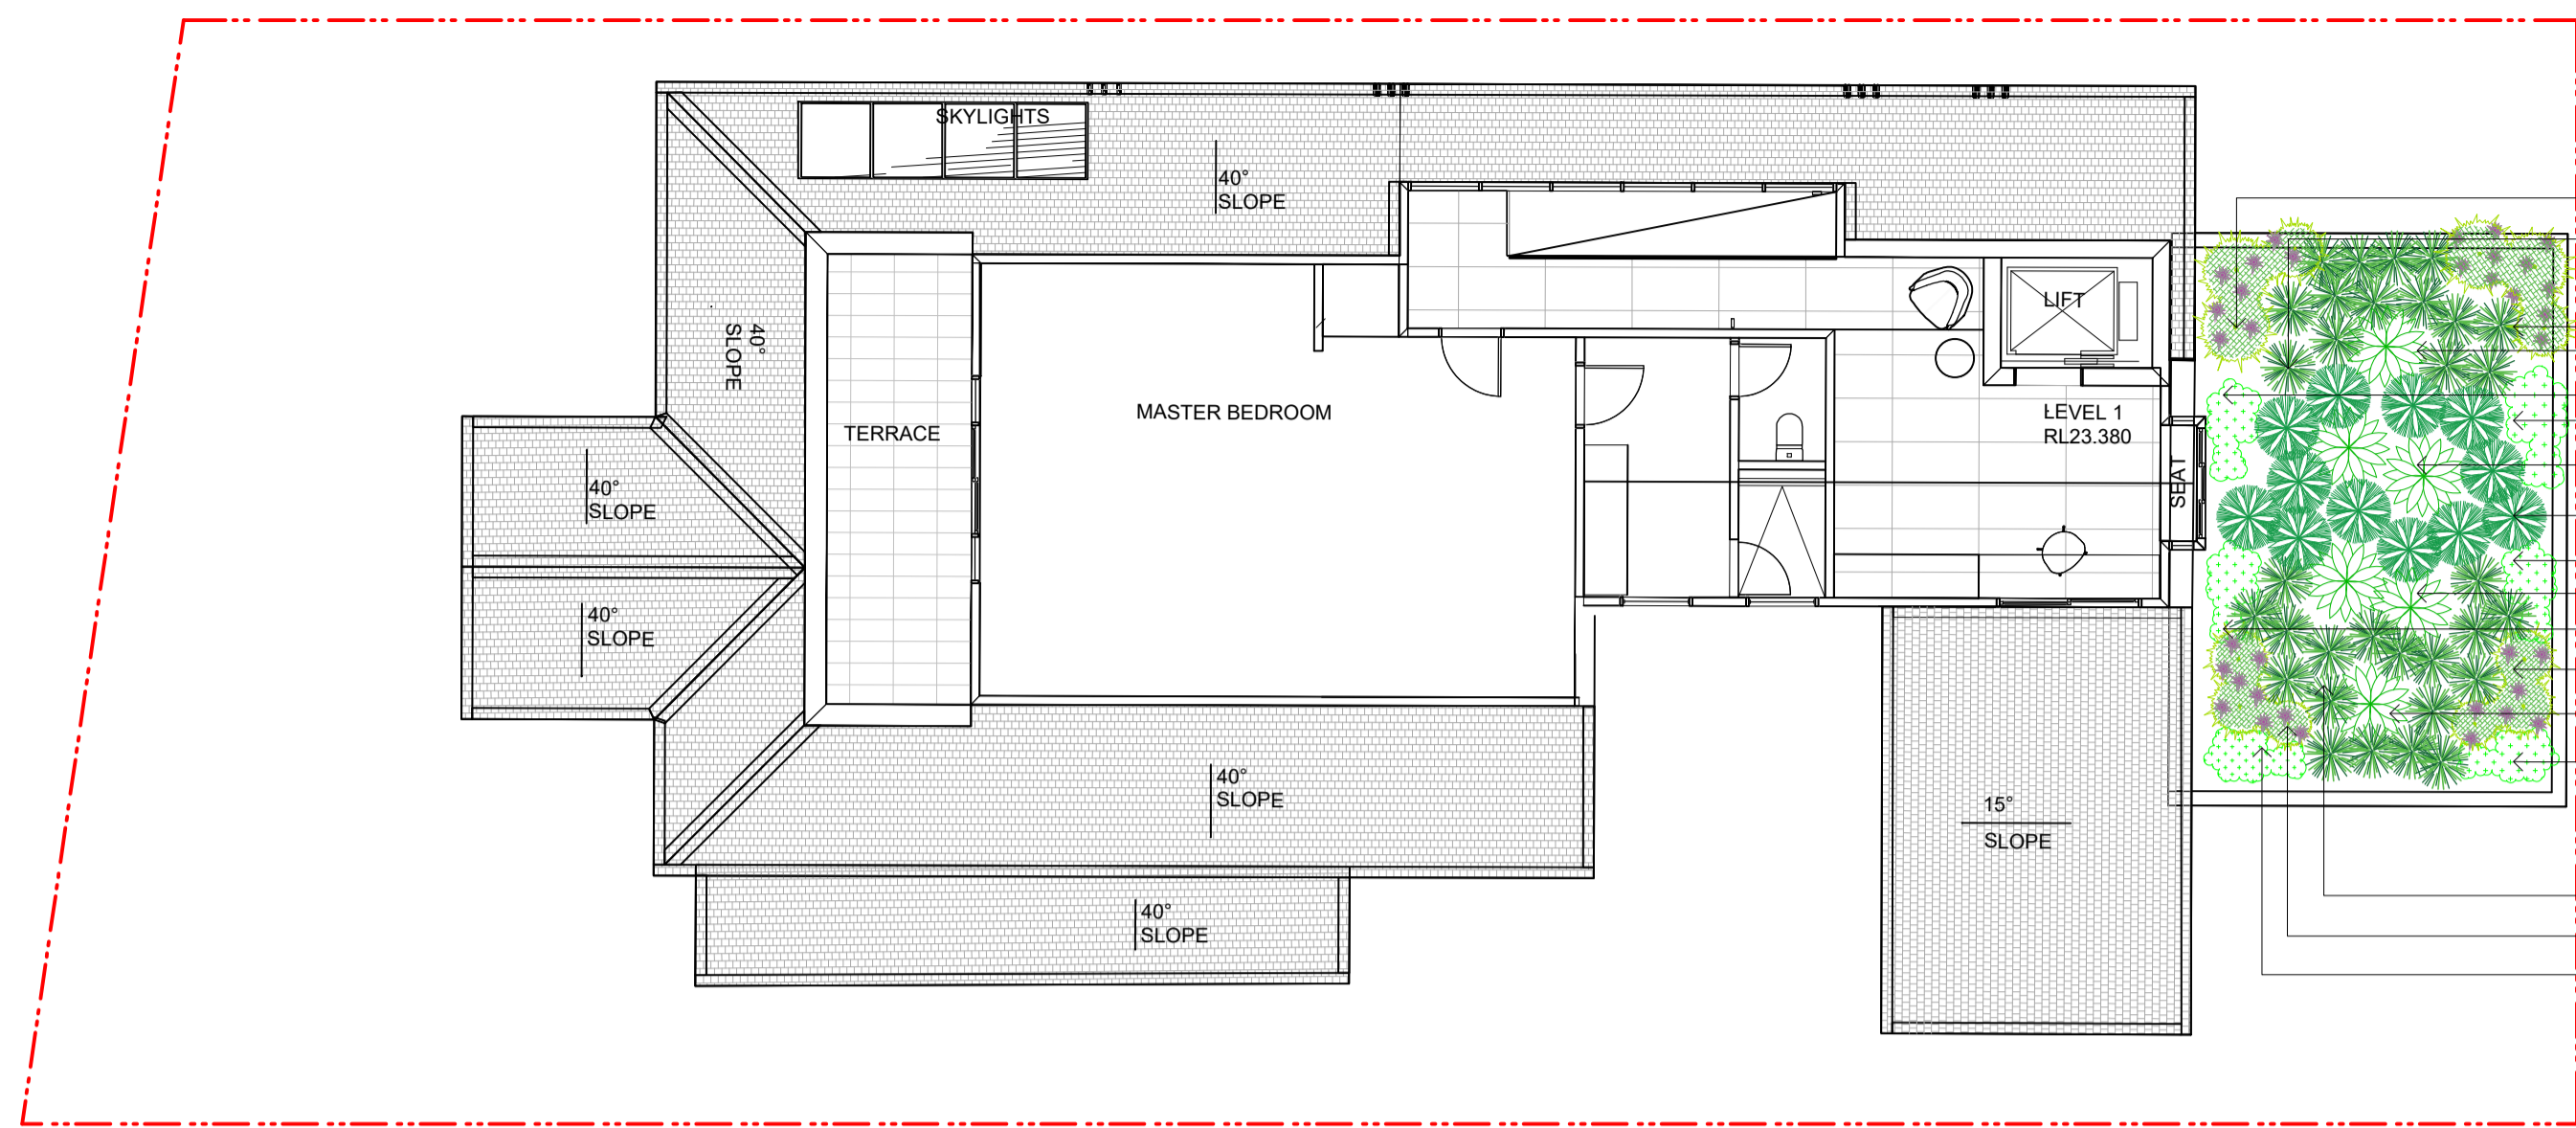 SKYLIGHTS
40°
SLOPE
LIFT
40°
SLOPE
MASTER BEDROOM
LEVEL 1
RL23.380
TERRACE
SEAT
40°
SLOPE
40°
SLOPE
40°
SLOPE
15°
SLOPE
40°
SLOPE